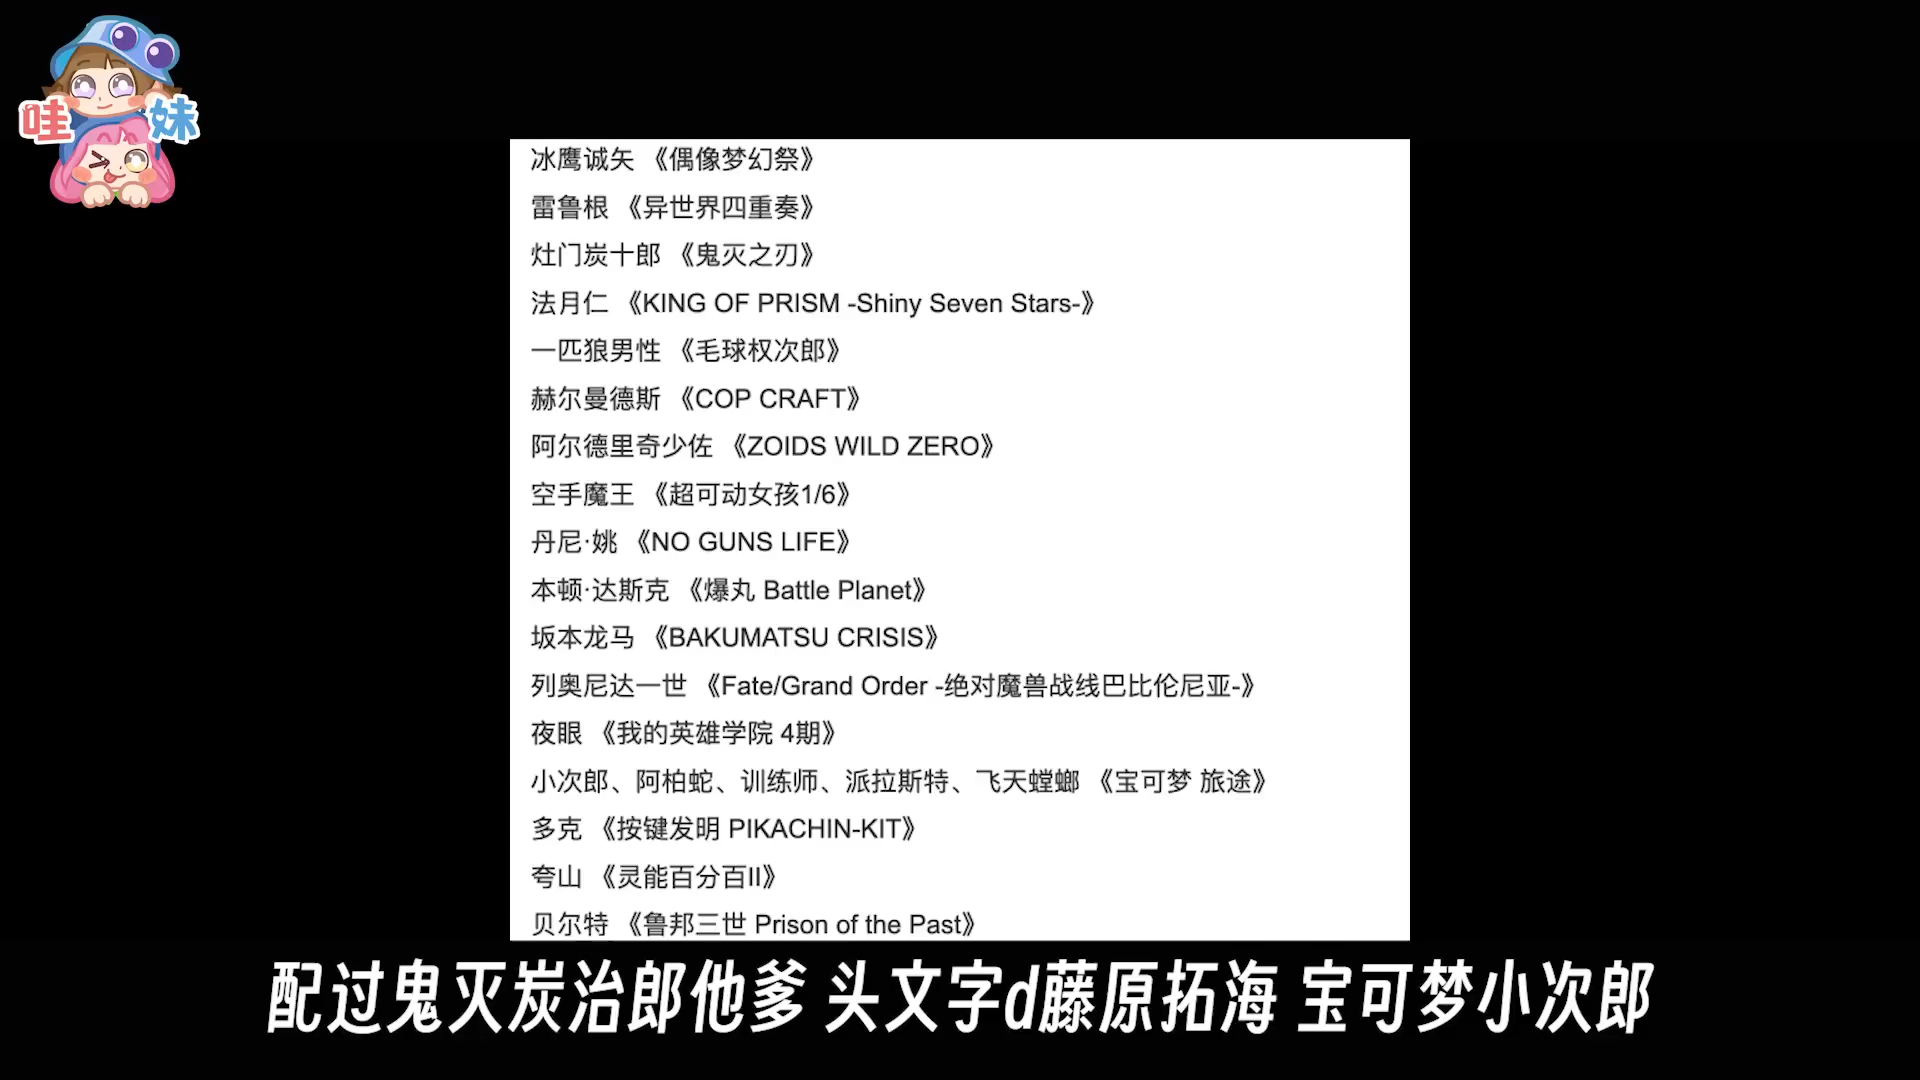 哇妹
冰鹰诚矢 《偶像梦幻祭》
雷鲁根 《异世界四重奏》
灶门炭十郎 《鬼灭之刃》
法月仁 《KING OF PRISM -Shiny Seven Stars-》
一匹狼男性 《毛球权次郎》
赫尔曼德斯 《COP CRAFT》
阿尔德里奇少佐 《ZOIDS WILD ZERO》
空手魔王 《超可动女孩1/6》
丹尼·姚 《NO GUNS LIFE》
本顿·达斯克 《爆丸 Battle Planet》
坂本龙马 《BAKUMATSU CRISIS》
列奥尼达一世 《Fate/Grand Order -绝对魔兽战线巴比伦尼亚-》
夜眼 《我的英雄学院 4期》
小次郎、阿柏蛇、训练师、派拉斯特、飞天螳螂 《宝可梦 旅途》
多克 《按键发明 PIKACHIN-KIT》
夸山 《灵能百分百II》
贝尔特 《鲁邦三世 Prison of the Past》
配过鬼灭炭治郎他爹 头文字d藤原拓海 宝可梦小次郎